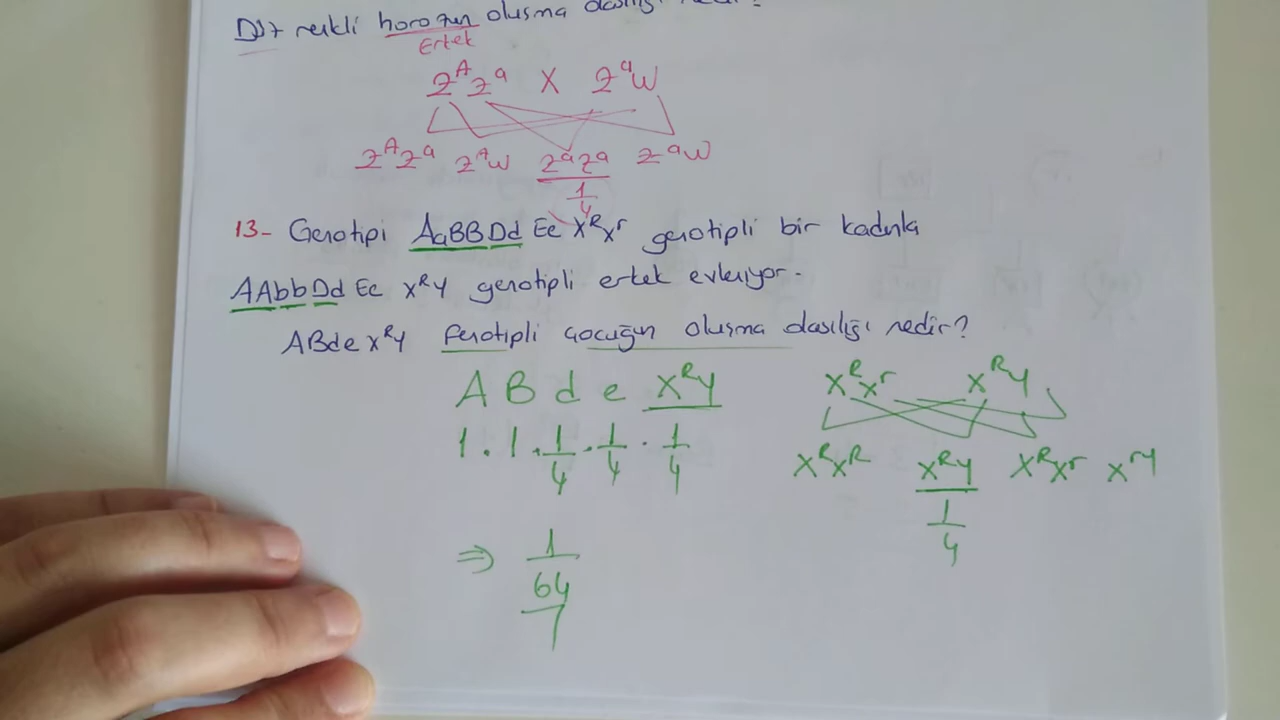 Düz renkli horozun oluşma olasılığı nedir?
Erkek
Z^A Z^a X Z^a W
Z^A Z^a Z^A W Z^a Z^a Z^a W
1/4
13- Genotipi AaBBDd Ee X^R X^r genotipli bir kadınla
AAbbDd Ee X^R Y genotipli erkek evleniyor.
ABde X^R Y fenotipli çocuğun oluşma olasılığı nedir?
A B d e X^R Y
1 . 1 . 1/4 . 1/4 . 1/4
⇒ 1/64
X^R X^r X^R Y
X^R X^R X^R Y X^R X^r X^r Y
1/4